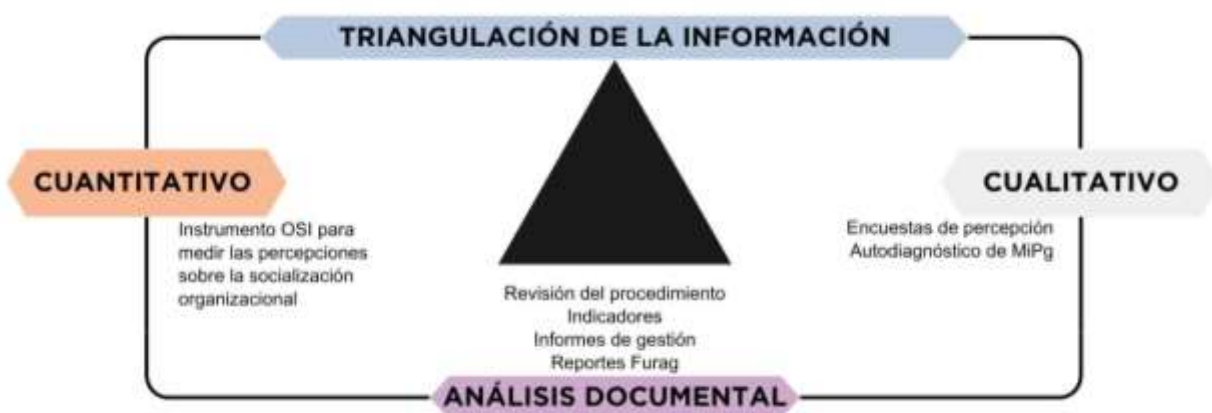 TRIANGULACIÓN DE LA INFORMACIÓN
CUANTITATIVO
Instrumento OSI para
medir las percepciones
sobre la socialización
organizacional
CUALITATIVO
Encuestas de percepción
Autodiagnóstico de MiPg
Revisión del procedimiento
Indicadores
Informes de gestión
Reportes Furag
ANÁLISIS DOCUMENTAL